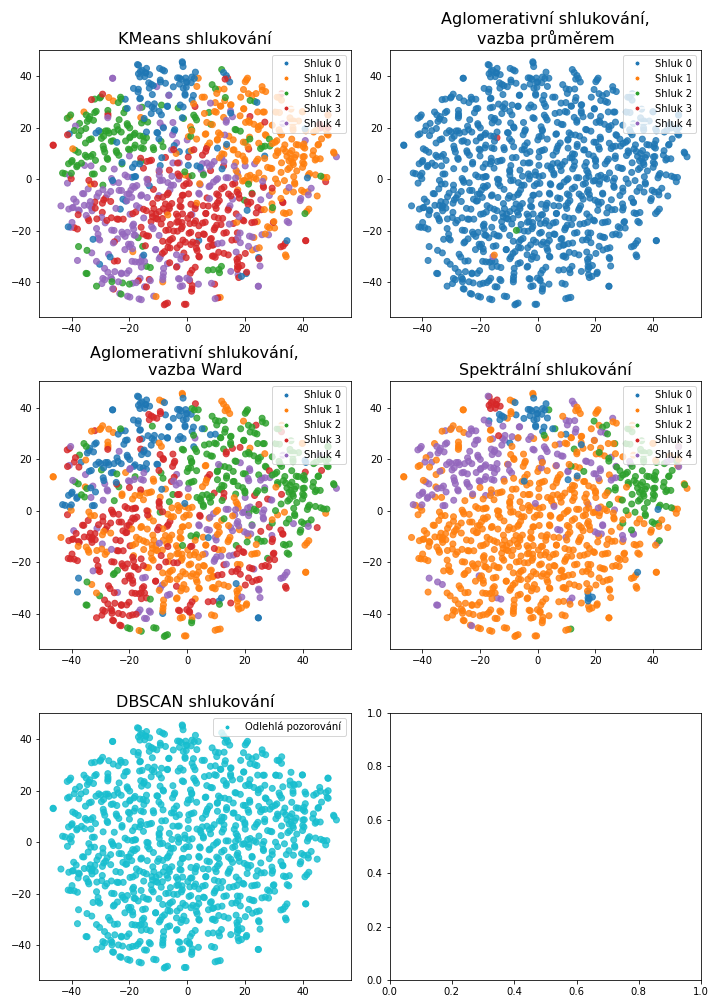 KMeans shlukování
Shluk 0
Shluk 1
Shluk 2
Shluk 3
Shluk 4
40
20
0
−20
−40
−40
−20
0
20
40
Aglomerativní shlukování,
vazba průměrem
Shluk 0
Shluk 1
Shluk 2
Shluk 3
Shluk 4
40
20
0
−20
−40
−40
−20
0
20
40
Aglomerativní shlukování,
vazba Ward
Shluk 0
Shluk 1
Shluk 2
Shluk 3
Shluk 4
40
20
0
−20
−40
−40
−20
0
20
40
Spektrální shlukování
Shluk 0
Shluk 1
Shluk 2
Shluk 3
Shluk 4
40
20
0
−20
−40
−40
−20
0
20
40
DBSCAN shlukování
Odlehlá pozorování
40
20
0
−20
−40
−40
−20
0
20
40
1.0
0.8
0.6
0.4
0.2
0.0
0.0
0.2
0.4
0.6
0.8
1.0